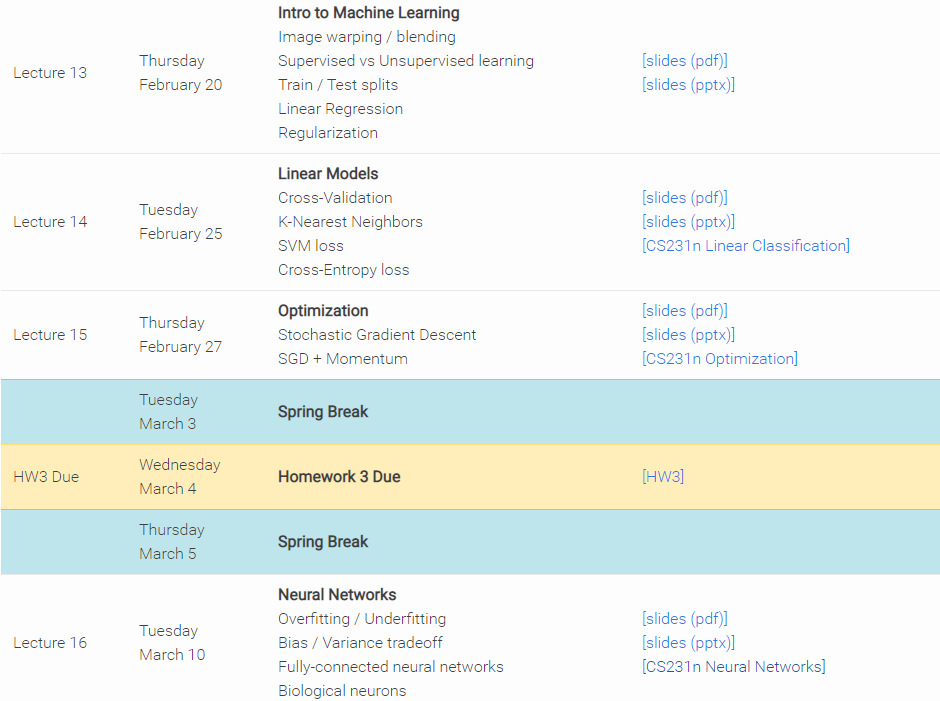 Intro to Machine Learning
Image warping / blending
Lecture 13
Thursday
February 20
Supervised vs Unsupervised learning
Train / Test splits
Linear Regression
Regularization
[slides (pdf)]
[slides (pptx)]
Linear Models
Lecture 14
Tuesday
February 25
Cross-Validation
K-Nearest Neighbors
SVM loss
Cross-Entropy loss
[slides (pdf)]
[slides (pptx)]
[CS231n Linear Classification]
Lecture 15
Thursday
February 27
Optimization
Stochastic Gradient Descent
SGD + Momentum
[slides (pdf)]
[slides (pptx)]
[CS231n Optimization]
Tuesday
March 3
Spring Break
HW3 Due
Wednesday
March 4
Homework 3 Due
[HW3]
Thursday
March 5
Spring Break
Lecture 16
Tuesday
March 10
Neural Networks
Overfitting / Underfitting
Bias / Variance tradeoff
Fully-connected neural networks
Biological neurons
[slides (pdf)]
[slides (pptx)]
[CS231n Neural Networks]